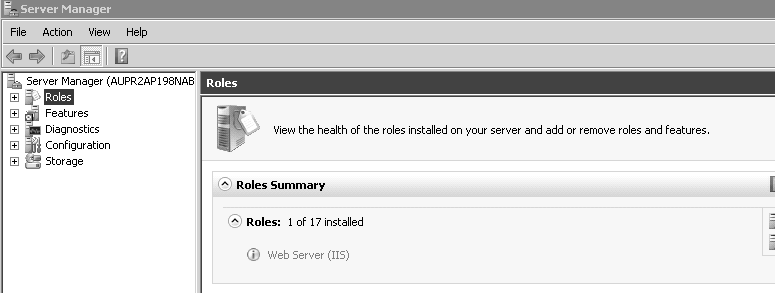 Server Manager
File Action View Help
Server Manager (AUPR2AP198NAB
Roles
Features
Diagnostics
Configuration
Storage
Roles
View the health of the roles installed on your server and add or remove roles and features.
Roles Summary
Roles: 1 of 17 installed
Web Server (IIS)